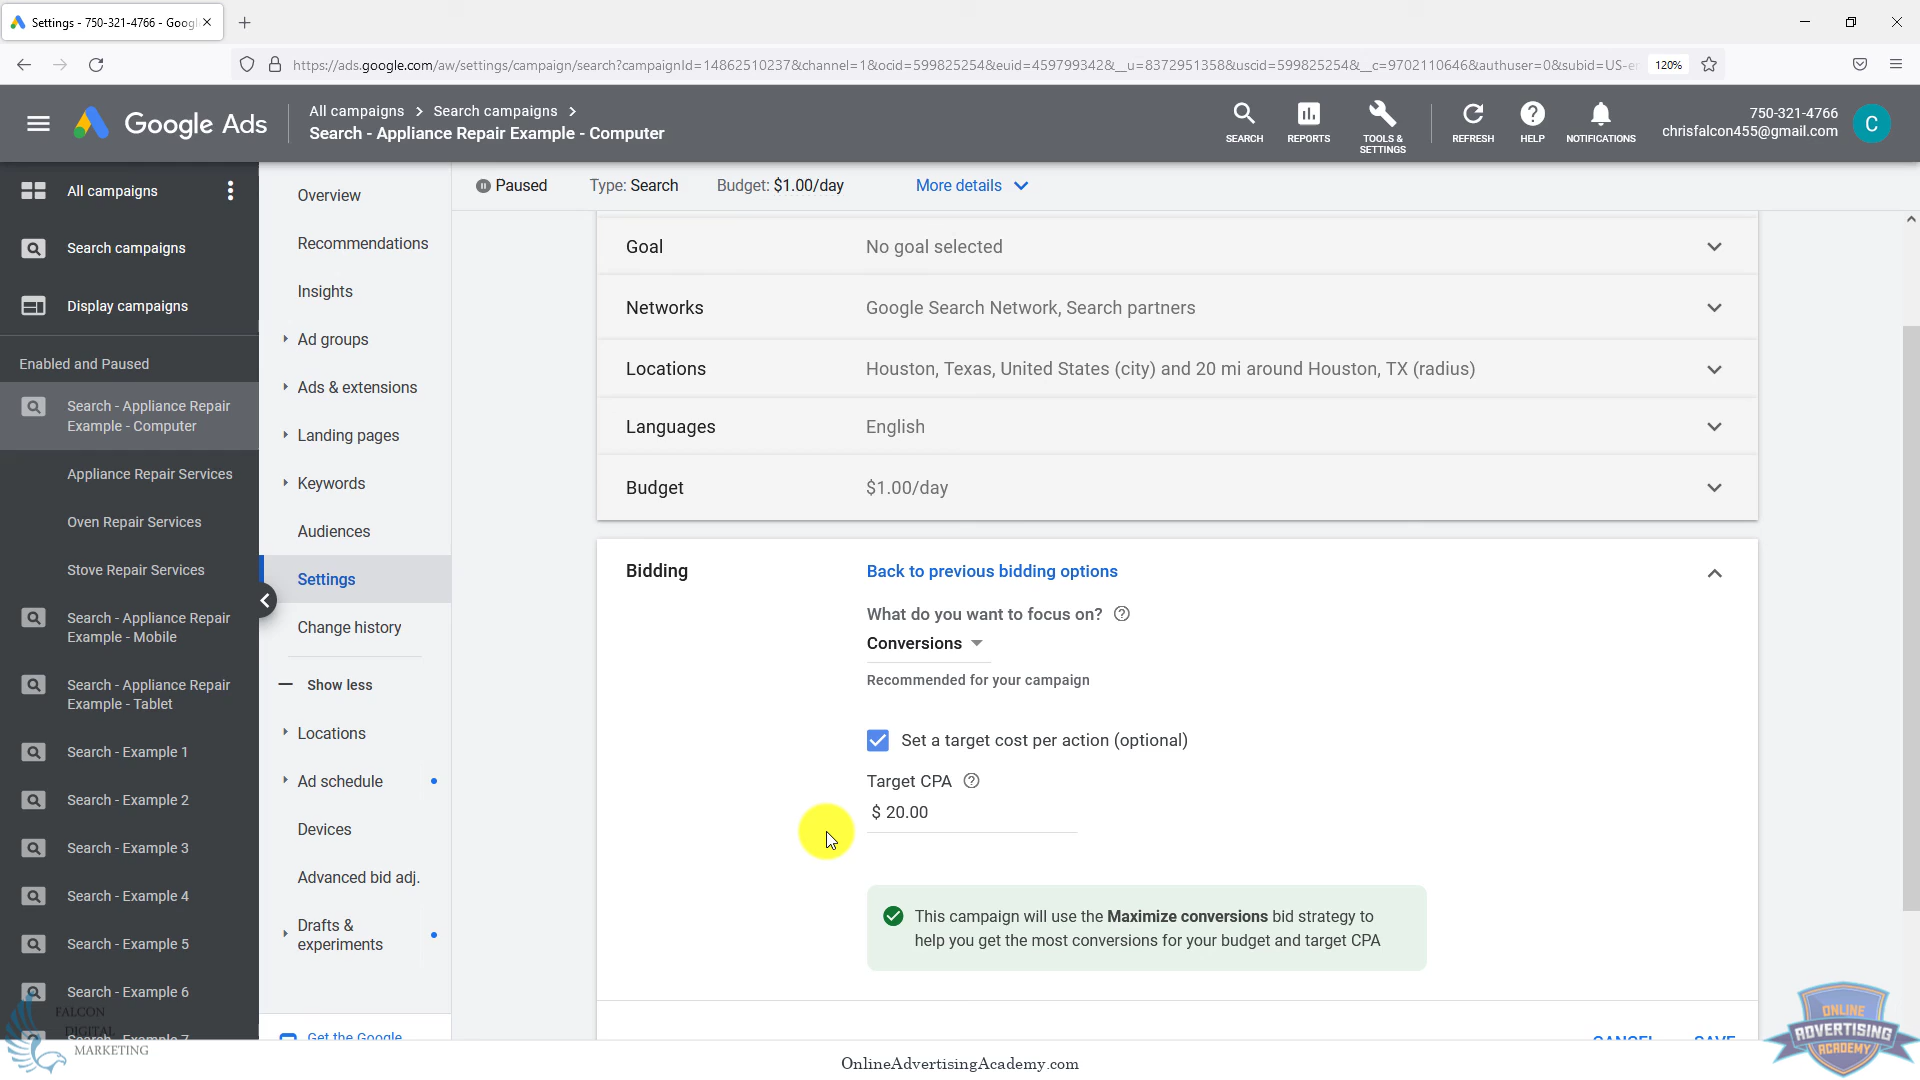 Settings - 750-321-4766 - Googl
https://ads.google.com/aw/settings/campaign/search?campaignId=14862510237&channel=1&ocid=599825254&euid=459799342&__u=8372951358&uscid=599825254&__c=9702110646&authuser=0&subid=US-e
120%
Google Ads
All campaigns > Search campaigns >
Search - Appliance Repair Example - Computer
SEARCH
REPORTS
TOOLS &
SETTINGS
REFRESH
HELP
NOTIFICATIONS
750-321-4766
chrisfalcon455@gmail.com
C
All campaigns
Search campaigns
Display campaigns
Enabled and Paused
Search - Appliance Repair
Example - Computer
Appliance Repair Services
Oven Repair Services
Stove Repair Services
Search - Appliance Repair
Example - Mobile
Search - Appliance Repair
Example - Tablet
Search - Example 1
Search - Example 2
Search - Example 3
Search - Example 4
Search - Example 5
Search - Example 6
Search - Example 7
Overview
Recommendations
Insights
Ad groups
Ads & extensions
Landing pages
Keywords
Audiences
Settings
Change history
Show less
Locations
Ad schedule
Devices
Advanced bid adj.
Drafts &
experiments
Get the Google
Paused
Type: Search
Budget: $1.00/day
More details
Goal
No goal selected
Networks
Google Search Network, Search partners
Locations
Houston, Texas, United States (city) and 20 mi around Houston, TX (radius)
Languages
English
Budget
$1.00/day
Bidding
Back to previous bidding options
What do you want to focus on?
Conversions
Recommended for your campaign
Set a target cost per action (optional)
Target CPA
$ 20.00
This campaign will use the Maximize conversions bid strategy to
help you get the most conversions for your budget and target CPA
CANCEL
SAVE
FALCON
DIGITAL
MARKETING
ONLINE
ADVERTISING
ACADEMY
OnlineAdvertisingAcademy.com